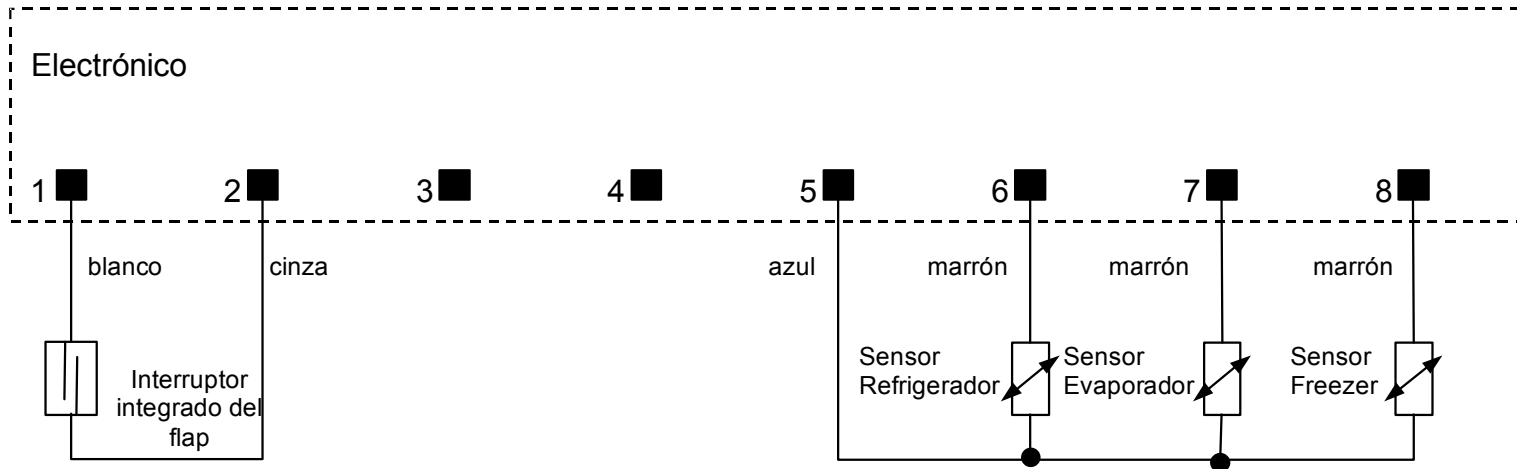 Electrónico
1 2 3 4 5 6 7 8
blanco cinza azul marrón marrón marrón
Interruptor
integrado del
flap
Sensor
Refrigerador
Sensor
Evaporador
Sensor
Freezer